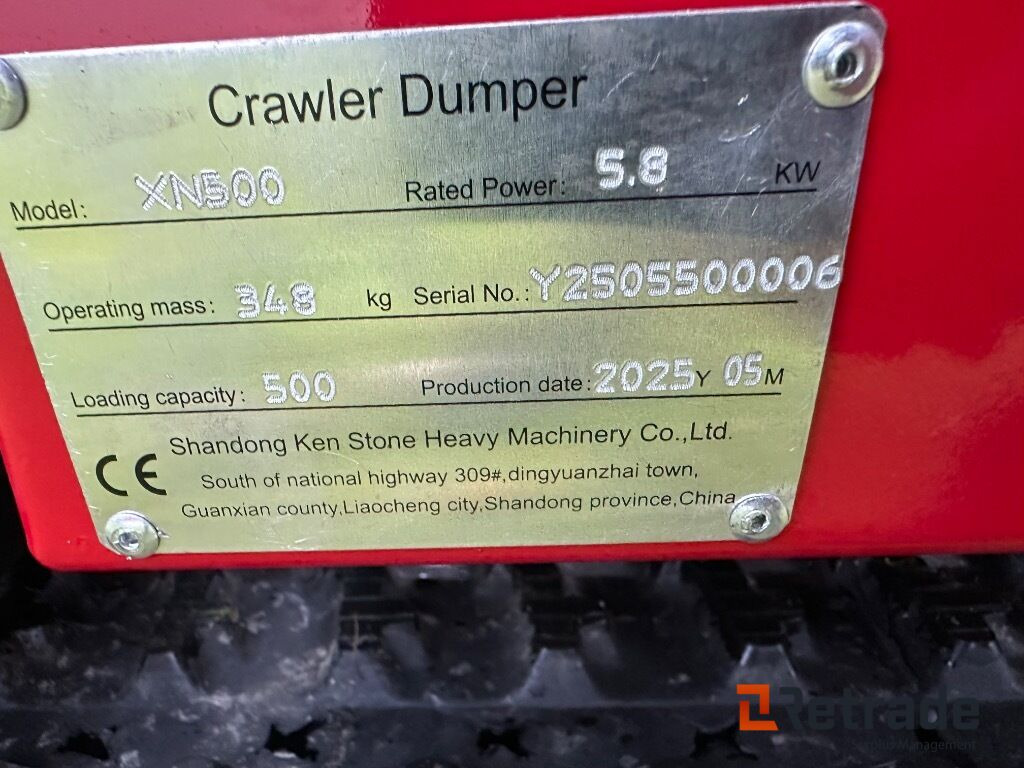 Crawler Dumper
Model: XN500 Rated Power: 5.8 KW
Operating mass: 348 kg Serial No.: Y2505500006
Loading capacity: 500 Production date: 2025 Y 05 M
Shandong Ken Stone Heavy Machinery Co.,Ltd.
CE
South of national highway 309#,dingyuanzhai town,
Guanxian county,Liaocheng city,Shandong province,China
Retrade
Surplus Management